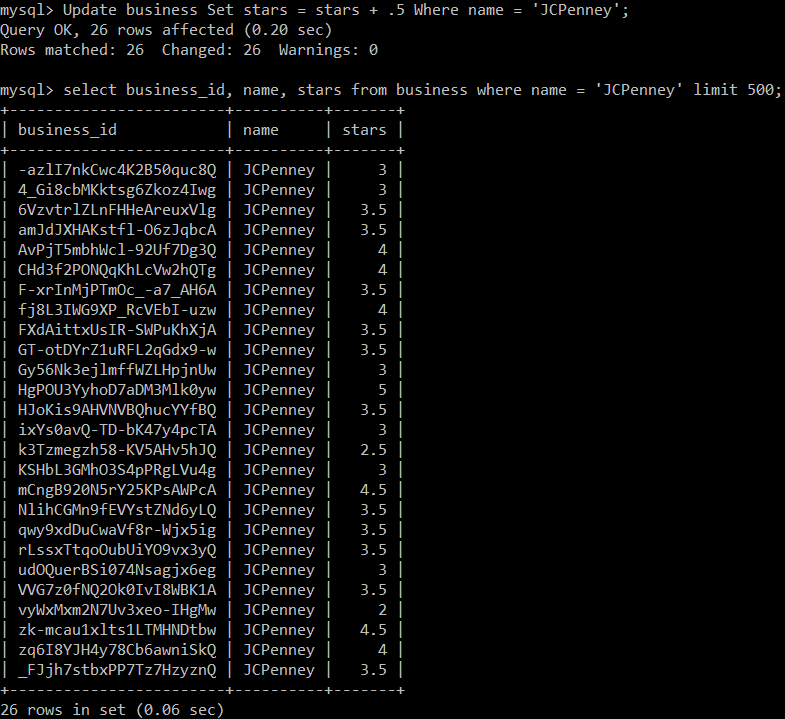 mysql> Update business Set stars = stars + .5 Where name = 'JCPenney';
Query OK, 26 rows affected (0.20 sec)
Rows matched: 26  Changed: 26  Warnings: 0

mysql> select business_id, name, stars from business where name = 'JCPenney' limit 500;
+------------------------+----------+-------+
| business_id            | name     | stars |
+------------------------+----------+-------+
| -azlI7nkCwc4K2B50quc8Q | JCPenney |     3 |
| 4_Gi8cbMKktsg6Zkoz4Iwg | JCPenney |     3 |
| 6VzvtrlZLnFHHeAreuxVlg | JCPenney |   3.5 |
| amJdJXHAKstfl-O6zJqbcA | JCPenney |   3.5 |
| AvPjT5mbhWcl-92Uf7Dg3Q | JCPenney |     4 |
| CHd3f2PONQqKhLcVw2hQTg | JCPenney |     4 |
| F-xrInMjPTmOc_-a7_AH6A | JCPenney |   3.5 |
| fj8L3IWG9XP_RcVEbI-uzw | JCPenney |     4 |
| FXdAittxUsIR-SWPuKhXjA | JCPenney |   3.5 |
| GT-otDYrZ1uRFL2qGdx9-w | JCPenney |   3.5 |
| Gy56Nk3ejlmffWZLHpjnUw | JCPenney |     3 |
| HgPOU3YyhoD7aDM3Mlk0yw | JCPenney |     5 |
| HJoKis9AHVNVBQhucYYfBQ | JCPenney |   3.5 |
| ixYs0avQ-TD-bK47y4pcTA | JCPenney |     3 |
| k3Tzmegzh58-KV5AHv5hJQ | JCPenney |   2.5 |
| KSHbL3GMhO3S4pPRgLVu4g | JCPenney |     3 |
| mCngB920N5rY25KPsAWPcA | JCPenney |   4.5 |
| NlihCGMn9fEVYstZNd6yLQ | JCPenney |   3.5 |
| qwy9xdDuCwaVf8r-Wjx5ig | JCPenney |   3.5 |
| rLssxTtqoOubUiYO9vx3yQ | JCPenney |   3.5 |
| udOQuerBSi074Nsagjx6eg | JCPenney |     3 |
| VVG7z0fNQ2Ok0IvI8WBK1A | JCPenney |   3.5 |
| vyWxMxm2N7Uv3xeo-IHgMw | JCPenney |     2 |
| zk-mcau1xlts1LTMHNDtbw | JCPenney |   4.5 |
| zq6I8YJH4y78Cb6awniSkQ | JCPenney |     4 |
| _FJjh7stbxPP7Tz7HzyznQ | JCPenney |   3.5 |
+------------------------+----------+-------+
26 rows in set (0.06 sec)